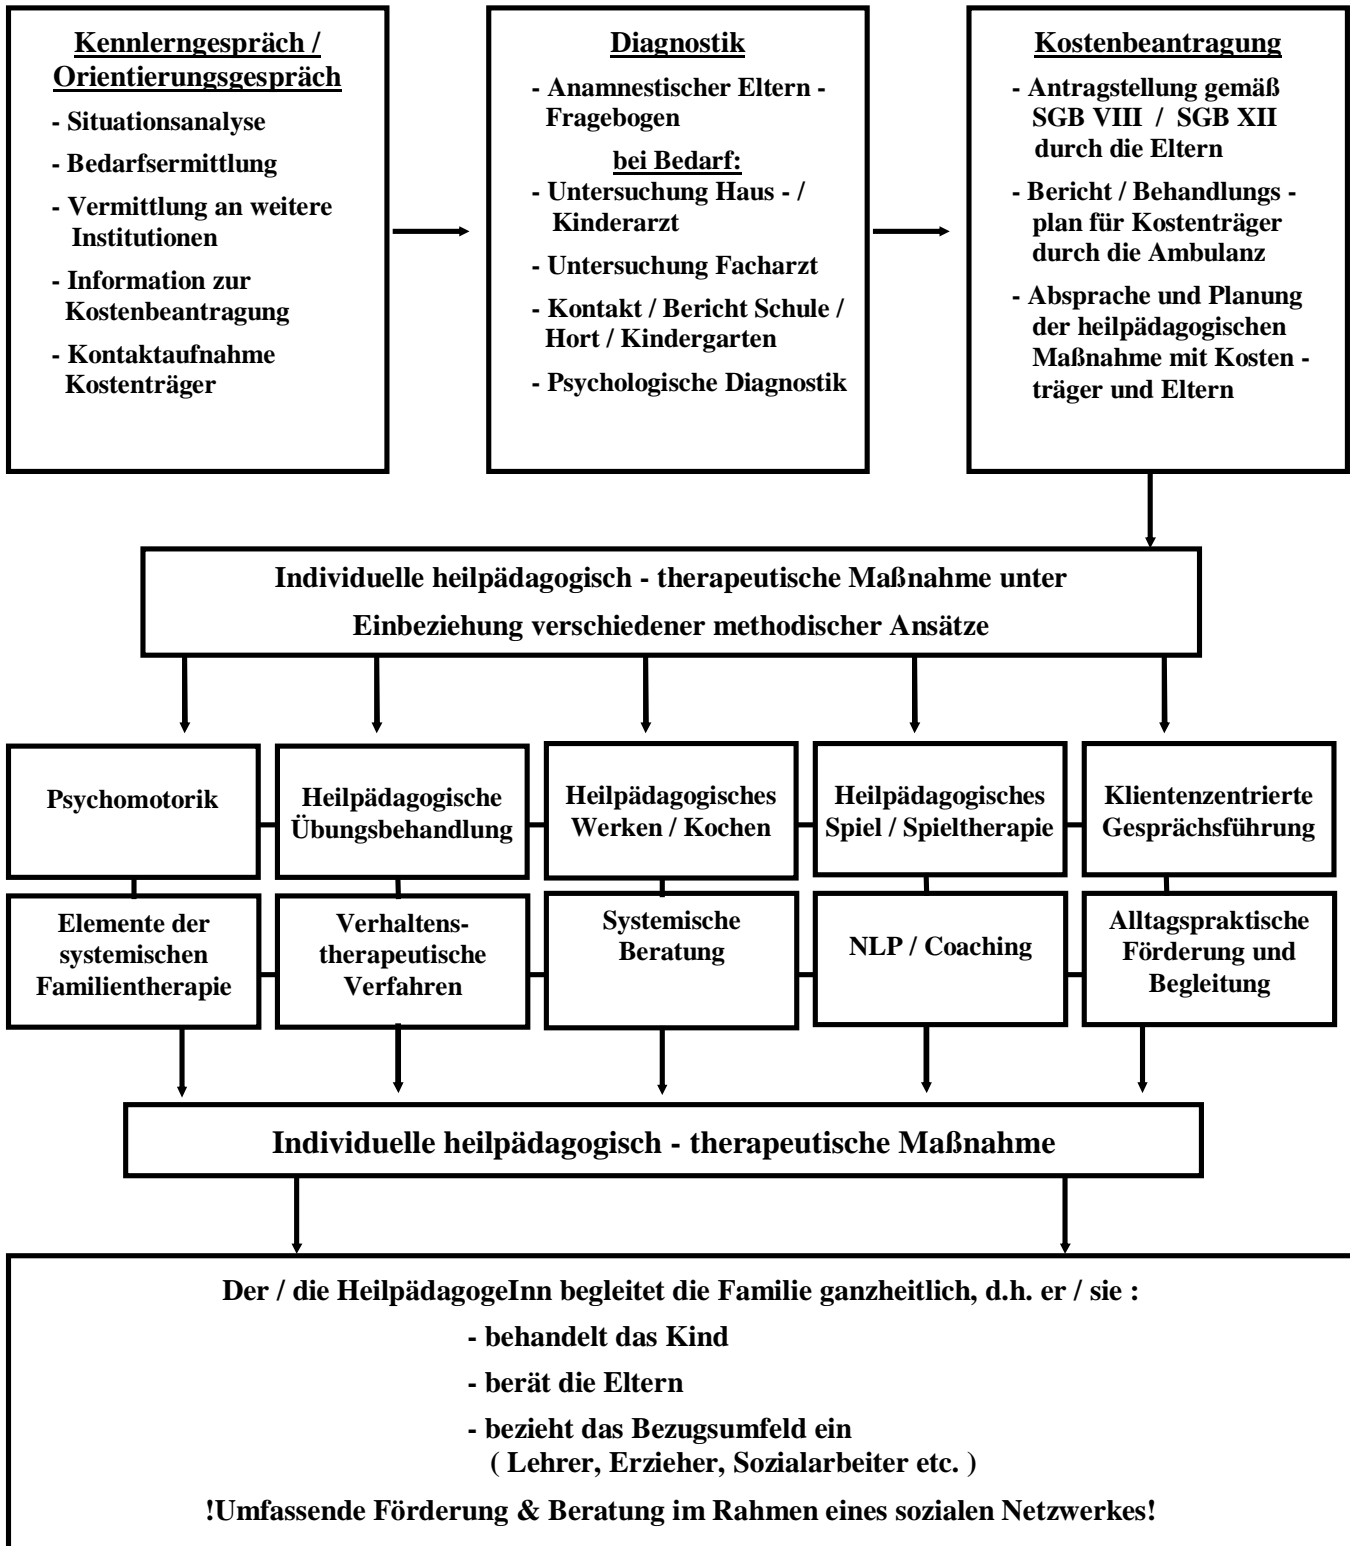 Kennlerngespräch /
Orientierungsgespräch
- Situationsanalyse
- Bedarfsermittlung
- Vermittlung an weitere
Institutionen
- Information zur
Kostenbeantragung
- Kontaktaufnahme
Kostenträger
Diagnostik
- Anamnestischer Eltern -
Fragebogen
bei Bedarf:
- Untersuchung Haus - /
Kinderarzt
- Untersuchung Facharzt
- Kontakt / Bericht Schule /
Hort / Kindergarten
- Psychologische Diagnostik
Kostenbeantragung
- Antragstellung gemäß
SGB VIII / SGB XII
durch die Eltern
- Bericht / Behandlungs -
plan für Kostenträger
durch die Ambulanz
- Absprache und Planung
der heilpädagogischen
Maßnahme mit Kosten -
träger und Eltern
Individuelle heilpädagogisch - therapeutische Maßnahme unter
Einbeziehung verschiedener methodischer Ansätze
Psychomotorik
Heilpädagogische
Übungsbehandlung
Heilpädagogisches
Werken / Kochen
Heilpädagogisches
Spiel / Spieltherapie
Klientenzentrierte
Gesprächsführung
Elemente der
systemischen
Familientherapie
Verhaltens-
therapeutische
Verfahren
Systemische
Beratung
NLP / Coaching
Alltagspraktische
Förderung und
Begleitung
Individuelle heilpädagogisch - therapeutische Maßnahme
Der / die HeilpädagogeInn begleitet die Familie ganzheitlich, d.h. er / sie :
- behandelt das Kind
- berät die Eltern
- bezieht das Bezugsumfeld ein
( Lehrer, Erzieher, Sozialarbeiter etc. )
!Umfassende Förderung & Beratung im Rahmen eines sozialen Netzwerkes!